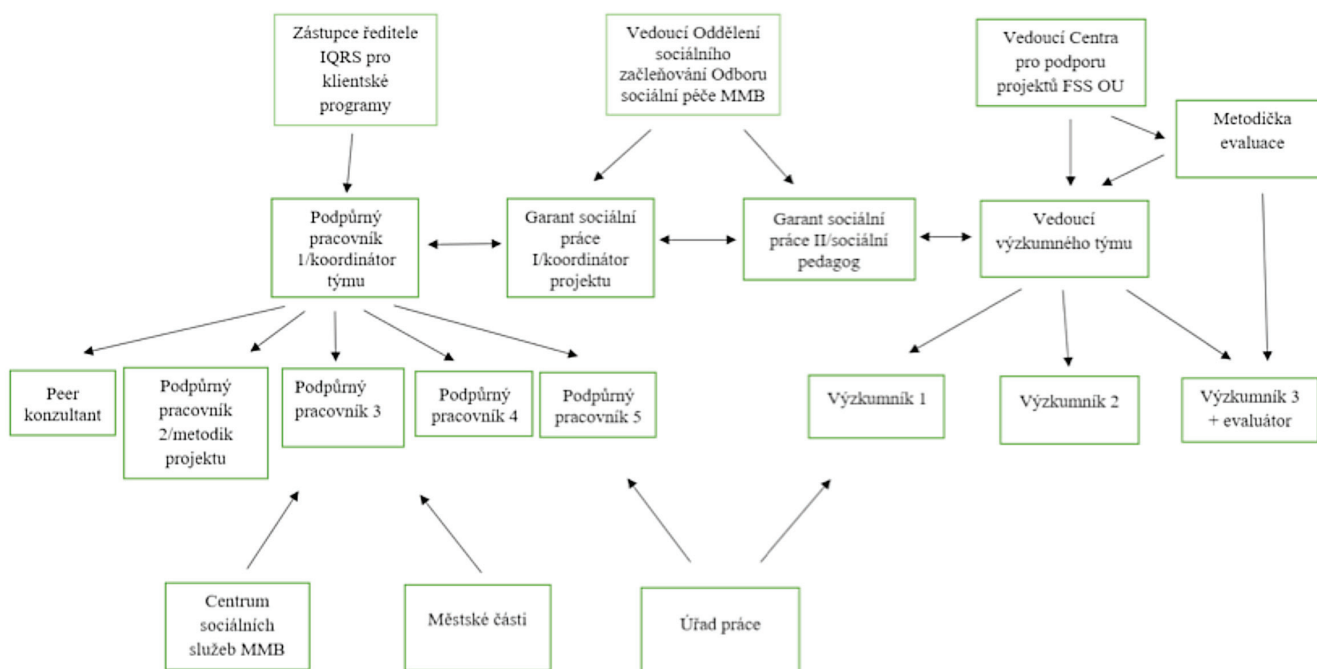 Zástupce ředitele
IQRS pro
klientské
programy
Vedoucí Oddělení
sociálního
začleňování Odboru
sociální péče MMB
Vedoucí Centra
pro podporu
projektů FSS OU
Metodička
evaluace
Podpůrný
pracovník
1/koordinátor
týmu
Garant sociální
práce
I/koordinátor
projektu
Garant sociální
práce II/sociální
pedagog
Vedoucí
výzkumného týmu
Peer
konzultant
Podpůrný
pracovník
2/metodik
projektu
Podpůrný
pracovník 3
Podpůrný
pracovník 4
Podpůrný
pracovník 5
Výzkumník 1
Výzkumník 2
Výzkumník 3
+ evaluátor
Centrum
sociálních
služeb MMB
Městské části
Úřad práce